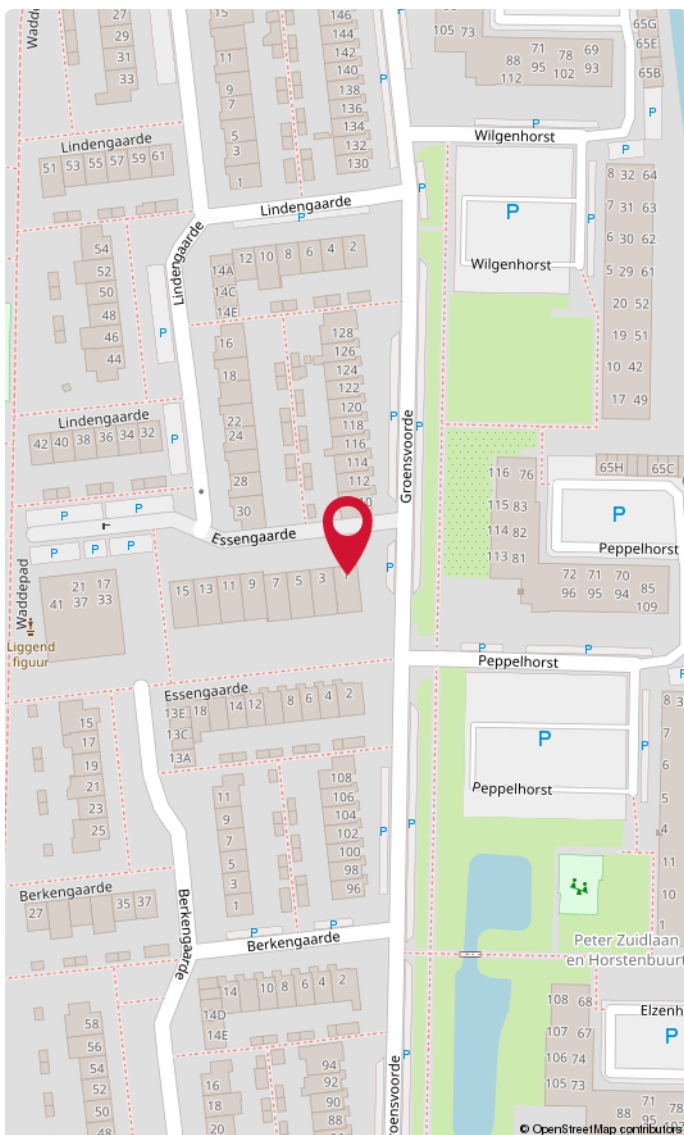 146
105 73
65G
Wadde
27
11
144
71
69
65E
29
142
88
78
31
140
112
95
102
93
65B
33
9
P
138
7
136
134
P
5
132
Wilgenhorst
Lindengaarde
3
130
P
51 53 55 57 59 61
1
P
8 32 64
Lindengaarde
P
P
7 31 63
P
54
12 10 8 6 4 2
6 30 62
52
14A
Wilgenhorst
5 29 61
50
14C
Lindengaarde
48
14E
20 52
46
P
16
128
19 51
44
126
18
124
10 42
122
Lindengaarde
22
120
P
17 49
42 40 38 36 34 32
P
24
118
P
116
Groensvoorde
114
116 76
65H
65C
28
112
115 83
P
P
30
10
114 82
Essengaarde
Peppelhorst
P
P
P
113 81
Waddepad
15 13 11 9 7 5 3 1
P
72 71 70
85
21 17
96 95 94
109
41 37 33
Liggend
figuur
P
P
Peppelhorst
P
Essengaarde
13E 18 14 12 8 6 4 2
8
15
13C
7
17
13A
P
P
19
108
6
21
11
106
Peppelhorst
5
23
9
104
P
P
25
7
102
4
5
100
11
3
98
Berkengaarde
96
10
27
35 37
1
Berkengaarde
P
P
1
Berkengaarde
Peter Zuidlaan
en Horstenbuurt
14
10 8 6 4 2
108 68
14D
Elzenh
58
14E
107 67
P
56
P
106 74
54
94
105 73
52
16
92
50
18
90
71
78
48
20
88
Groensvoorde
88 95 102
© OpenStreetMap contributors